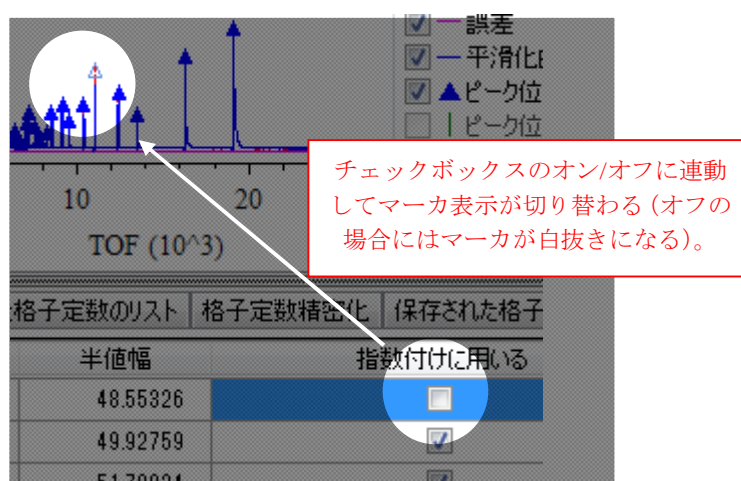 誤差
平滑化
ピーク位
ピーク位
10
20
TOF (10^3)
チェックボックスのオン/オフに連動
してマーカ表示が切り替わる（オフの
場合にはマーカが白抜きになる）。
格子定数のリスト
格子定数精密化
保存された格子
半値幅
指数付けに用いる
48.55326
49.92759